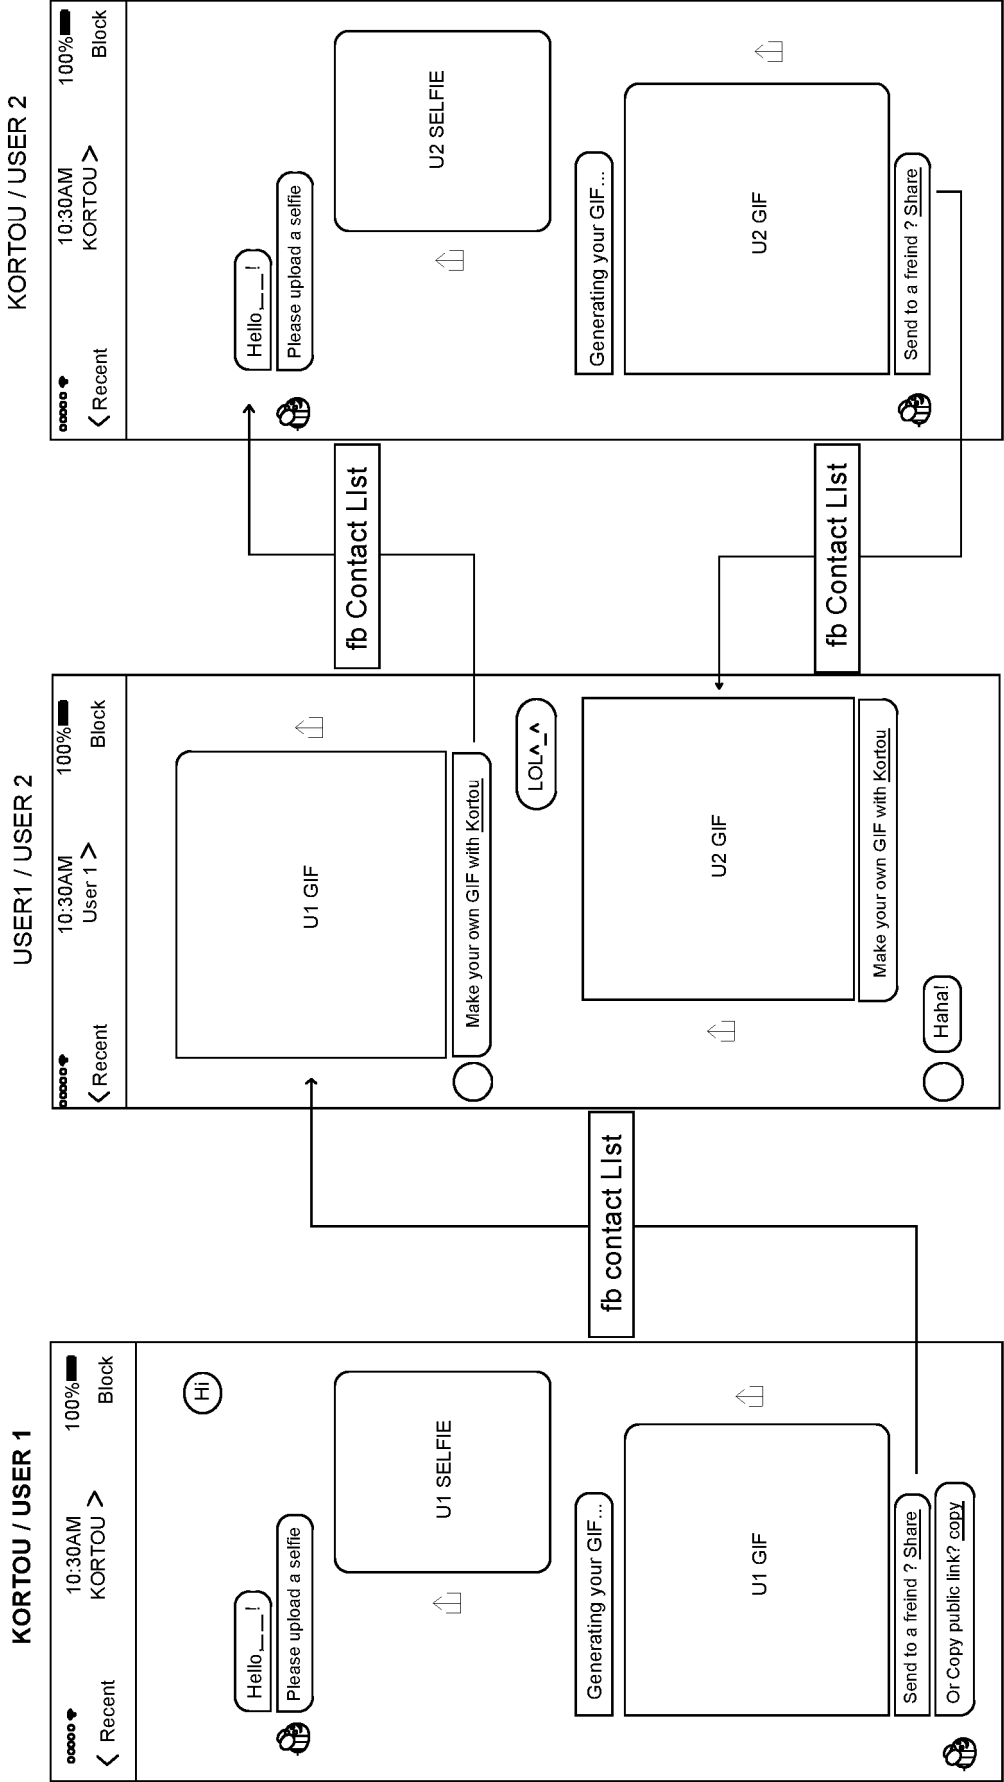 KORTOU / USER 1
10:30AM
100%
Recent
KORTOU >
Block
Hi
Hello,__!
Please upload a selfie
U1 SELFIE
Generating your GIF...
U1 GIF
Send to a freind ? Share
Or Copy public link? copy
fb contact LIst
USER1 / USER 2
10:30AM
100%
Recent
User 1 >
Block
U1 GIF
Make your own GIF with Kortou
LOL^_^
U2 GIF
Make your own GIF with Kortou
Haha!
fb Contact LIst
fb Contact LIst
KORTOU / USER 2
10:30AM
100%
Recent
KORTOU >
Block
Hello,__!
Please upload a selfie
U2 SELFIE
Generating your GIF...
U2 GIF
Send to a freind ? Share